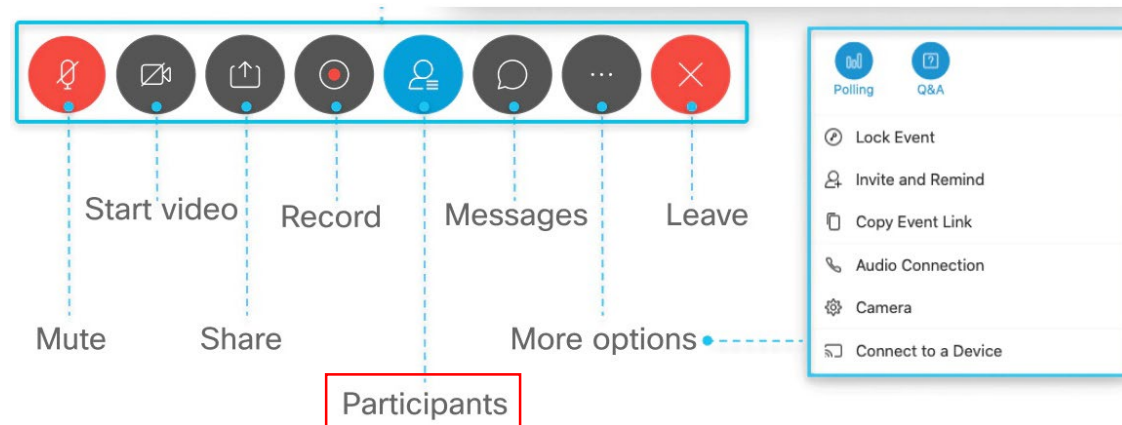 Polling
Q&A
Lock Event
Invite and Remind
Copy Event Link
Audio Connection
Camera
Connect to a Device
Start video
Record
Messages
Leave
Mute
Share
More options
Participants